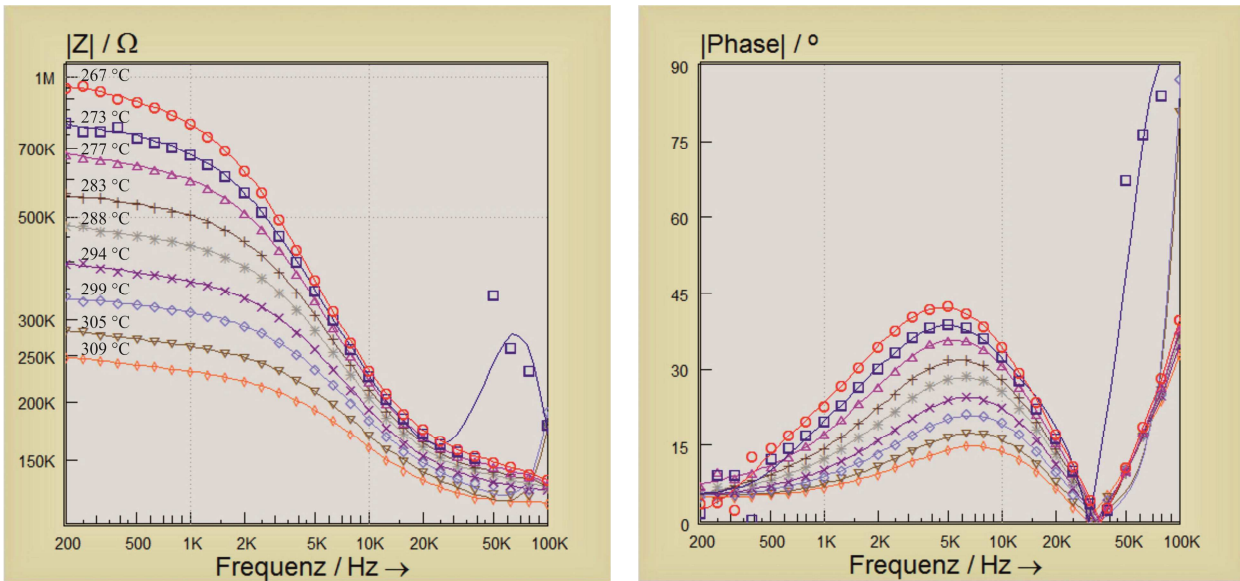 |Z| / Ω
1M
700K
500K
300K
250K
200K
150K
267 °C
273 °C
277 °C
283 °C
288 °C
294 °C
299 °C
305 °C
309 °C
200
500
1K
2K
5K
10K
20K
50K
100K
Frequenz / Hz →
|Phase| / º
90
75
60
45
30
15
0
200
500
1K
2K
5K
10K
20K
50K
100K
Frequenz / Hz →